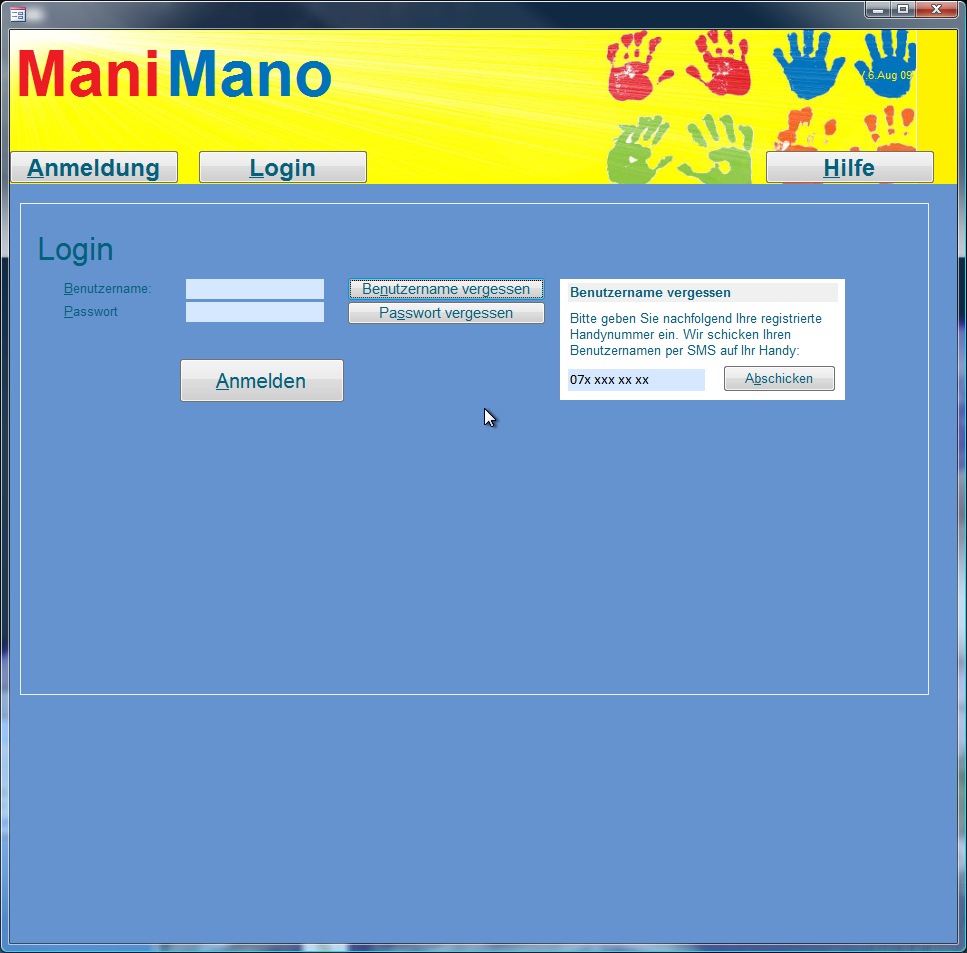 Mani Mano
V.6.Aug 09
Anmeldung
Login
Hilfe
Login
Benutzername:
Benutzername vergessen
Passwort
Passwort vergessen
Anmelden
Benutzername vergessen
Bitte geben Sie nachfolgend Ihre registrierte
Handynummer ein. Wir schicken Ihren
Benutzernamen per SMS auf Ihr Handy:
07x xxx xx xx
Abschicken